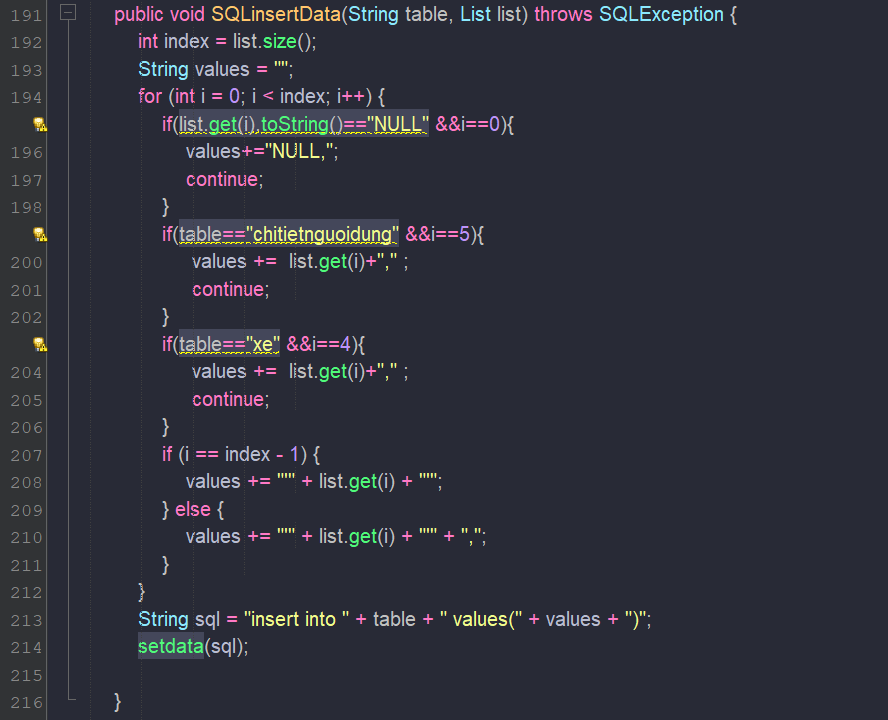 191 public void SQLinsertData(String table, List list) throws SQLException {
192 int index = list.size();
193 String values = "";
194 for (int i = 0; i < index; i++) {
if(list.get(i).toString()=="NULL" &&i==0){
196 values+="NULL,";
197 continue;
198 }
if(table=="chitietnguoidung" &&i==5){
200 values += list.get(i)+"," ;
201 continue;
202 }
if(table=="xe" &&i==4){
204 values += list.get(i)+"," ;
205 continue;
206 }
207 if (i == index - 1) {
208 values += "'" + list.get(i) + "'";
209 } else {
210 values += "'" + list.get(i) + "'" + ",";
211 }
212 }
213 String sql = "insert into " + table + " values(" + values + ")";
214 setdata(sql);
215
216 }